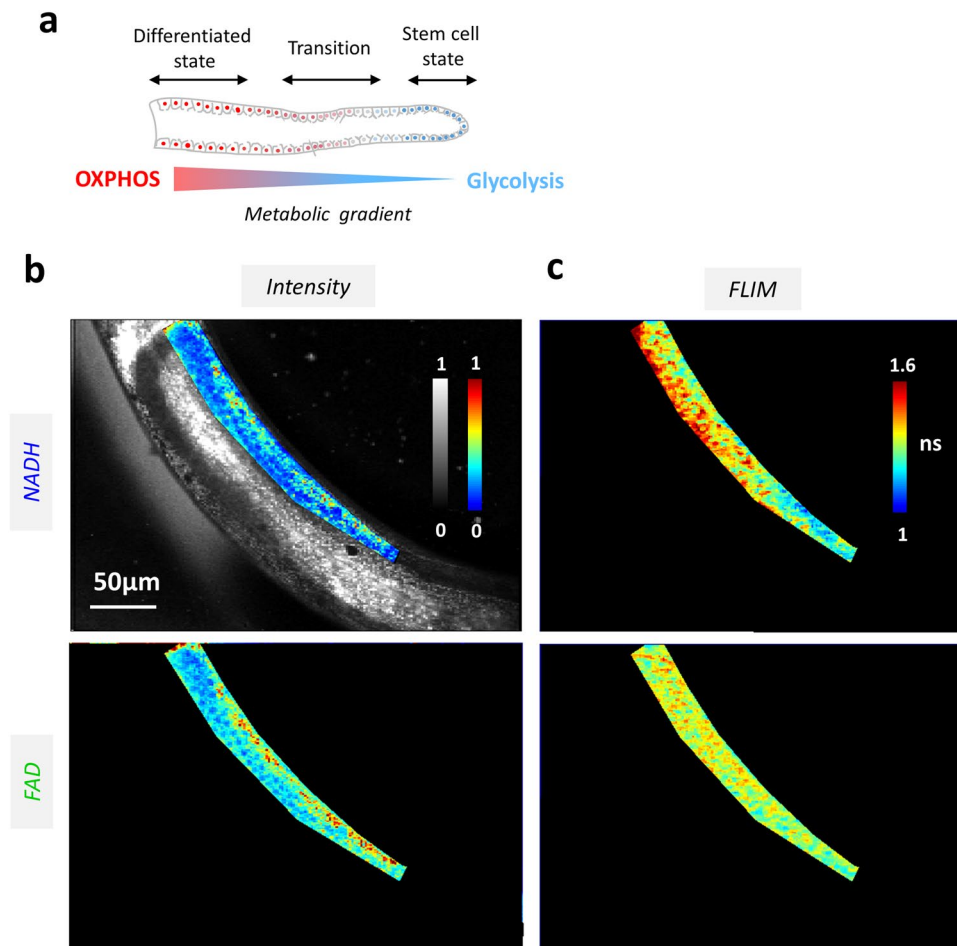 a
Differentiated
state
Transition
Stem cell
state
OXPHOS
Glycolysis
Metabolic gradient
b
Intensity
c
FLIM
NADH
1 1
0 0
50μm
1.6
ns
1
FAD